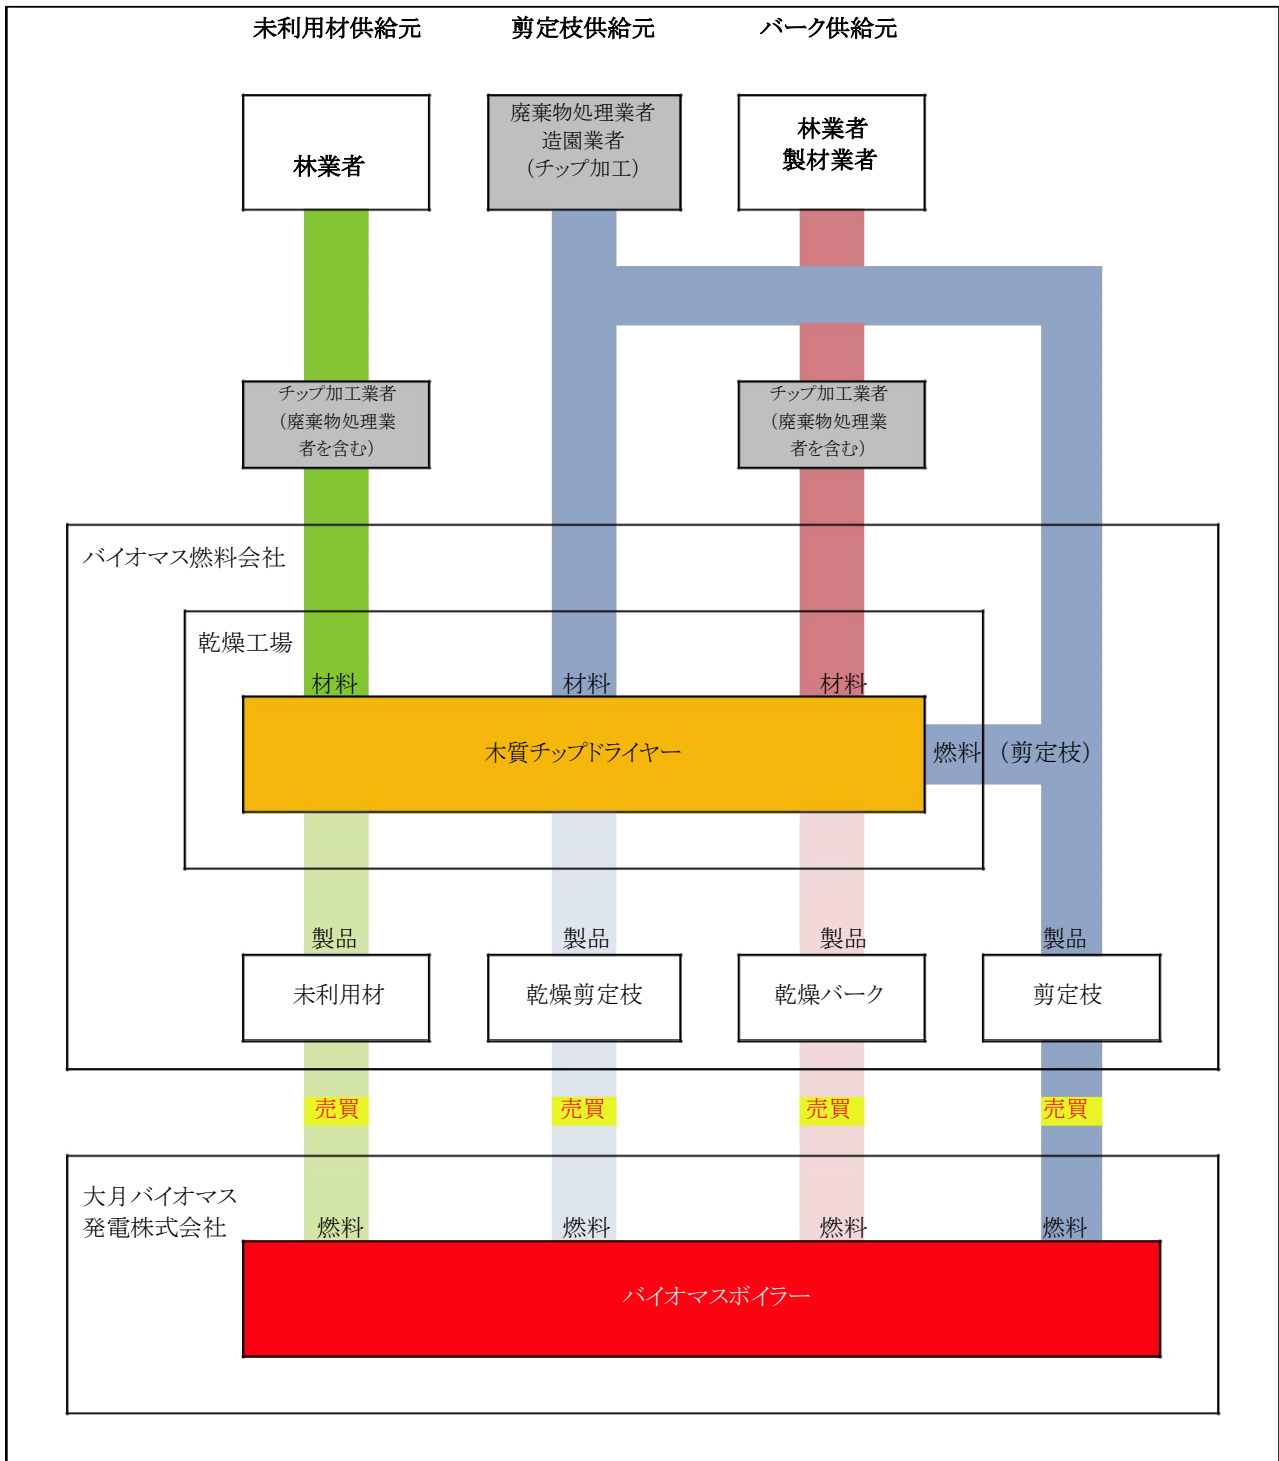 未利用材供給元
剪定枝供給元
バーク供給元
林業者
廃棄物処理業者
造園業者
（チップ加工）
林業者
製材業者
チップ加工業者
（廃棄物処理業
者を含む）
チップ加工業者
（廃棄物処理業
者を含む）
バイオマス燃料会社
乾燥工場
材料
材料
材料
木質チップドライヤー
燃料 （剪定枝）
製品
製品
製品
製品
未利用材
乾燥剪定枝
乾燥バーク
剪定枝
売買
売買
売買
売買
大月バイオマス
発電株式会社
燃料
燃料
燃料
燃料
バイオマスボイラー